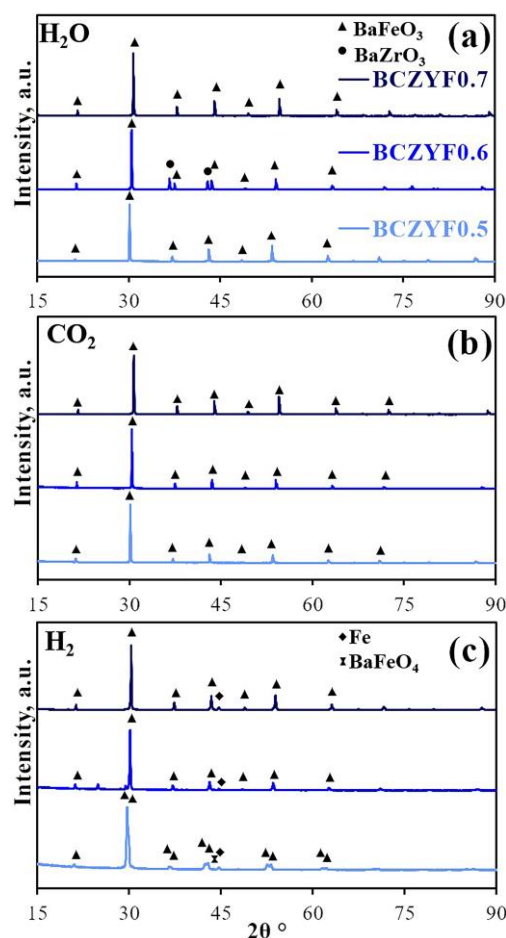 H₂O
▲ BaFeO₃
● BaZrO₃
(a)
BCZYF0.7
BCZYF0.6
BCZYF0.5
Intensity, a.u.
15 30 45 60 75 90
CO₂
(b)
Intensity, a.u.
15 30 45 60 75 90
H₂
◆ Fe
⧗ BaFeO₄
(c)
Intensity, a.u.
15 30 45 60 75 90
2θ °